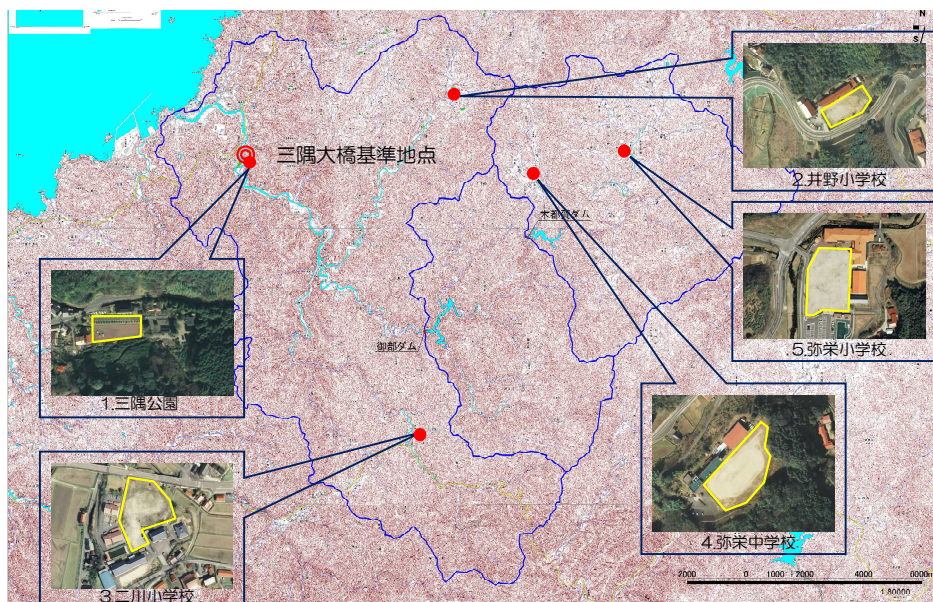 N
S
三隅大橋基準地点
2.井野小学校
木都賀ダム
御部ダム
5.弥栄小学校
1.三隅公園
4.弥栄中学校
3.二川小学校
2000 0 1000 2000 4000 6000m
1:80000